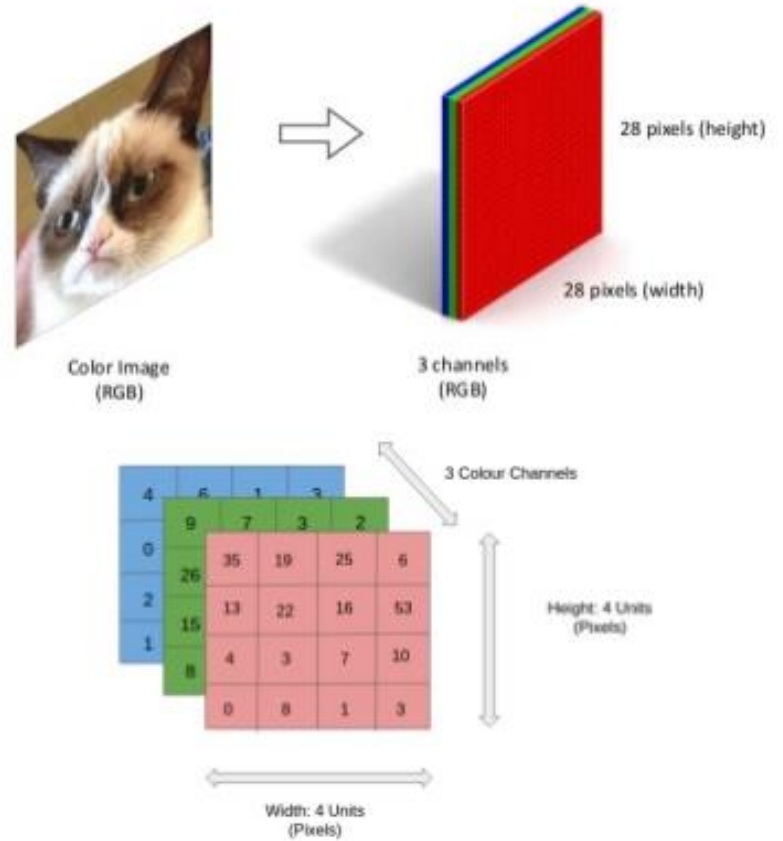 28 pixels (height)
28 pixels (width)
Color Image
(RGB)
3 channels
(RGB)
3 Colour Channels
4 6 1 3
0
2
1
9 7 3 2
26
15
8
35 19 25 6
13 22 16 53
4 3 7 10
0 8 1 3
Height: 4 Units
(Pixels)
Width: 4 Units
(Pixels)